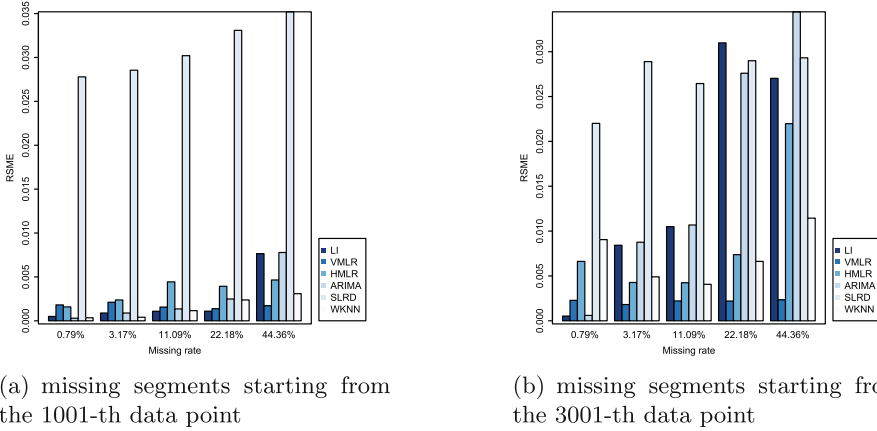 0.035
0.030
0.025
0.020
0.015
0.010
0.005
0.000
RSME
0.79% 3.17% 11.09% 22.18% 44.36%
Missing rate
LI
VMLR
HMLR
ARIMA
SLRD
WKNN
(a) missing segments starting from
the 1001-th data point
0.030
0.025
0.020
0.015
0.010
0.005
0.000
RSME
0.79% 3.17% 11.09% 22.18% 44.36%
Missing rate
LI
VMLR
HMLR
ARIMA
SLRD
WKNN
(b) missing segments starting fro
the 3001-th data point